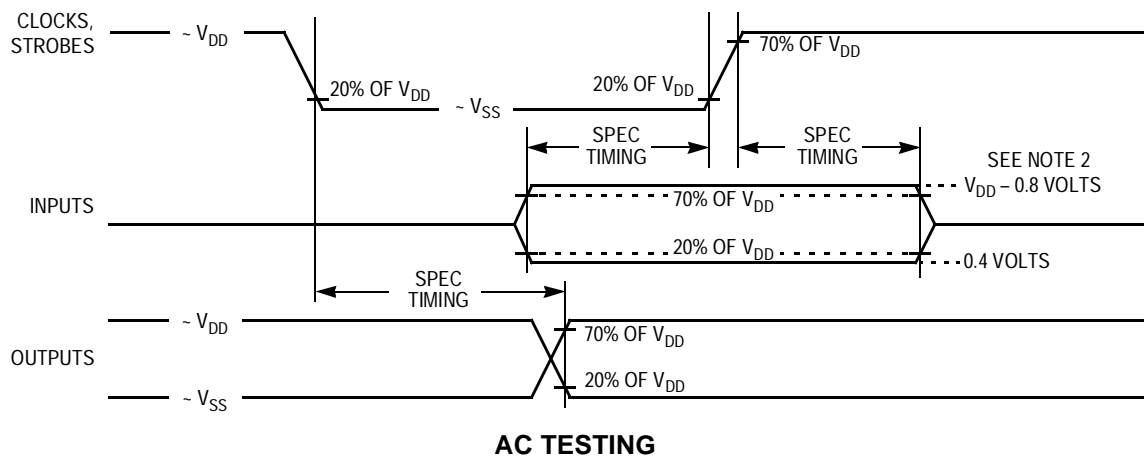 CLOCKS,
STROBES
~ VDD
20% OF VDD
~ VSS
20% OF VDD
70% OF VDD
SPEC
TIMING
SPEC
TIMING
SEE NOTE 2
VDD – 0.8 VOLTS
INPUTS
70% OF VDD
20% OF VDD
0.4 VOLTS
SPEC
TIMING
~ VDD
OUTPUTS
70% OF VDD
20% OF VDD
~ VSS
AC TESTING